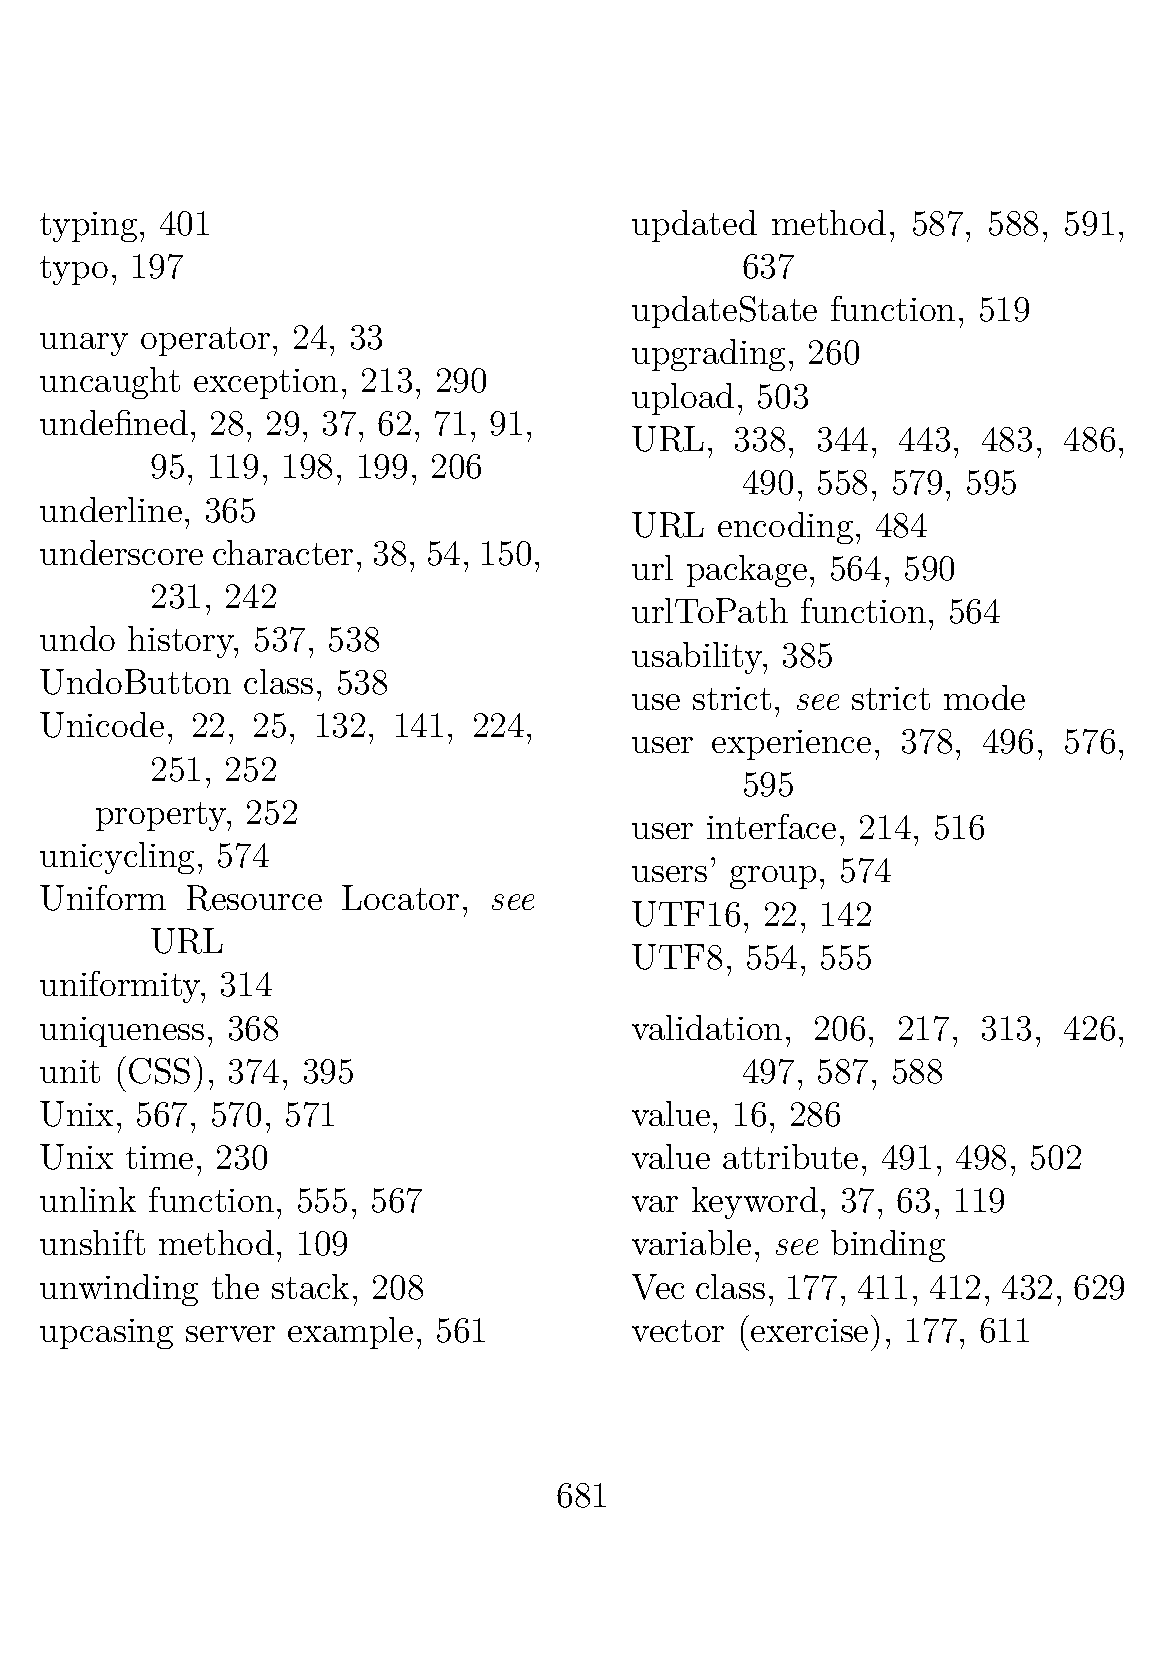 typing, 401
typo, 197
unary operator, 24, 33
uncaught exception, 213, 290
undefined, 28, 29, 37, 62, 71, 91,
95, 119, 198, 199, 206
underline, 365
underscore character, 38, 54, 150,
231, 242
undo history, 537, 538
UndoButton class, 538
Unicode, 22, 25, 132, 141, 224,
251, 252
property, 252
unicycling, 574
Uniform Resource Locator, see
URL
uniformity, 314
uniqueness, 368
unit (CSS), 374, 395
Unix, 567, 570, 571
Unix time, 230
unlink function, 555, 567
unshift method, 109
unwinding the stack, 208
upcasing server example, 561
updated method, 587, 588, 591,
637
updateState function, 519
upgrading, 260
upload, 503
URL, 338, 344, 443, 483, 486,
490, 558, 579, 595
URL encoding, 484
url package, 564, 590
urlToPath function, 564
usability, 385
use strict, see strict mode
user experience, 378, 496, 576,
595
user interface, 214, 516
users’ group, 574
UTF16, 22, 142
UTF8, 554, 555
validation, 206, 217, 313, 426,
497, 587, 588
value, 16, 286
value attribute, 491, 498, 502
var keyword, 37, 63, 119
variable, see binding
Vec class, 177, 411, 412, 432, 629
vector (exercise), 177, 611
681